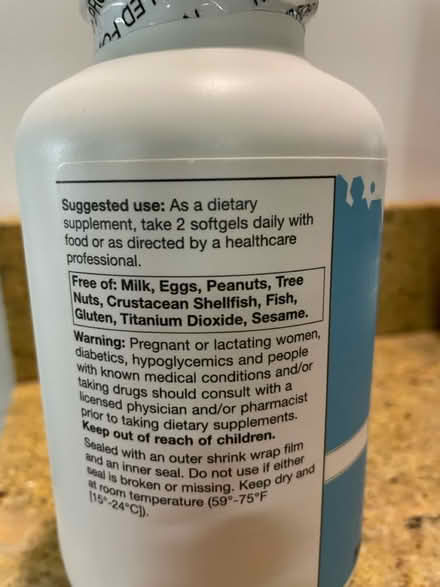 LED FO
Suggested use: As a dietary
supplement, take 2 softgels daily with
food or as directed by a healthcare
professional.
Free of: Milk, Eggs, Peanuts, Tree
Nuts, Crustacean Shellfish, Fish,
Gluten, Titanium Dioxide, Sesame.
Warning: Pregnant or lactating women,
diabetics, hypoglycemics and people
with known medical conditions and/or
taking drugs should consult with a
licensed physician and/or pharmacist
prior to taking dietary supplements.
Keep out of reach of children.
Sealed with an outer shrink wrap film
and an inner seal. Do not use if either
seal is broken or missing. Keep dry and
at room temperature (59°-75°F
[15°-24°C]).